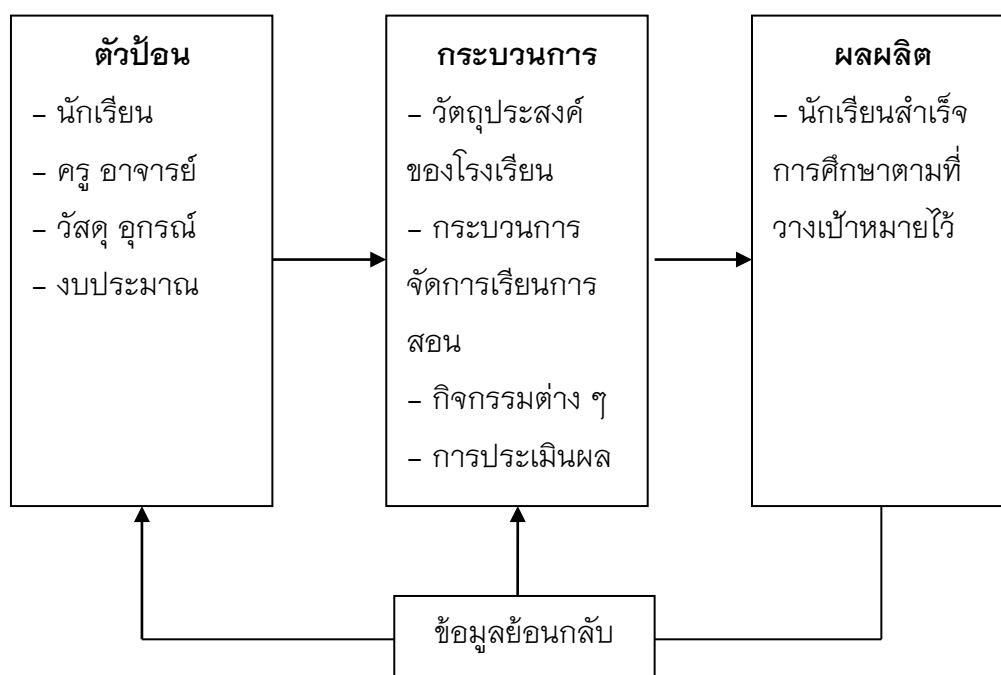 ตัวป้อน
– นักเรียน
– ครู อาจารย์
– วัสดุ อุกรณ์
– งบประมาณ
กระบวนการ
– วัตถุประสงค์
ของโรงเรียน
– กระบวนการ
จัดการเรียนการ
สอน
– กิจกรรมต่าง ๆ
– การประเมินผล
ผลผลิต
– นักเรียนสำเร็จ
การศึกษาตามที่
วางเป้าหมายไว้
ข้อมูลย้อนกลับ